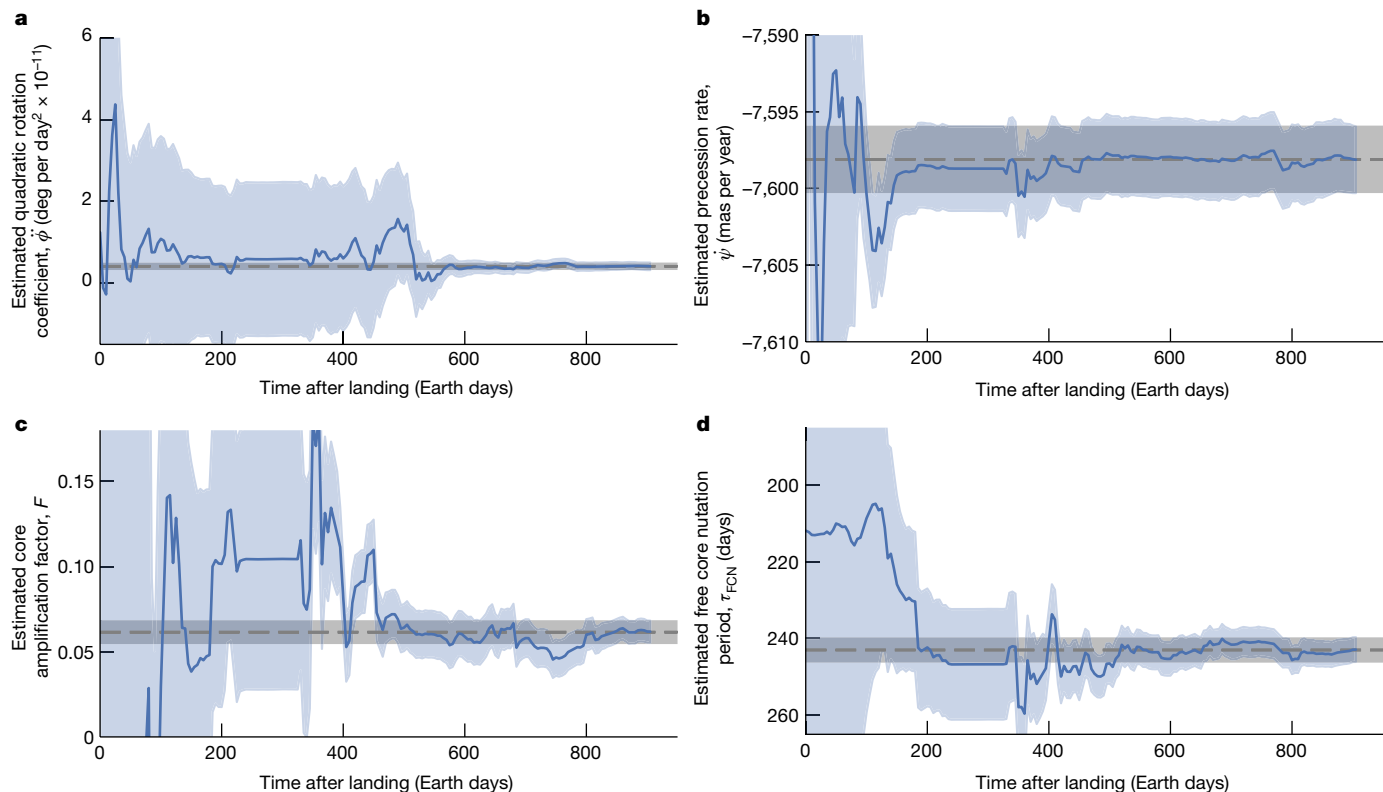 a
Estimated quadratic rotation
coefficient, φ̈ (deg per day² × 10⁻¹¹)
6
4
2
0
0
200
400
600
800
Time after landing (Earth days)
b
Estimated precession rate,
ψ̇ (mas per year)
–7,590
–7,595
–7,600
–7,605
–7,610
0
200
400
600
800
Time after landing (Earth days)
c
Estimated core
amplification factor, F
0.15
0.10
0.05
0
0
200
400
600
800
Time after landing (Earth days)
d
Estimated free core nutation
period, τFCN (days)
200
220
240
260
0
200
400
600
800
Time after landing (Earth days)